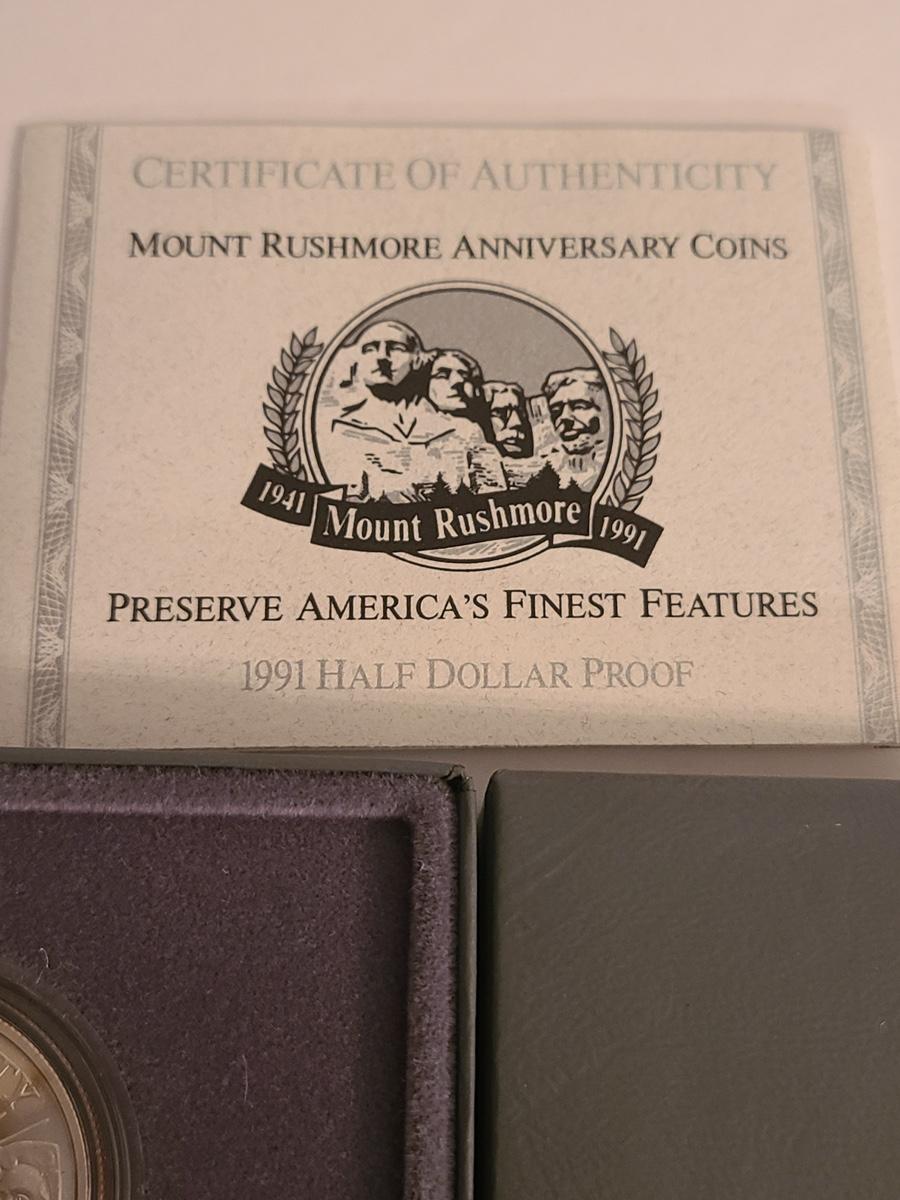 CERTIFICATE OF AUTHENTICITY
MOUNT RUSHMORE ANNIVERSARY COINS
1941 Mount Rushmore 1991
PRESERVE AMERICA'S FINEST FEATURES
1991 HALF DOLLAR PROOF
TY